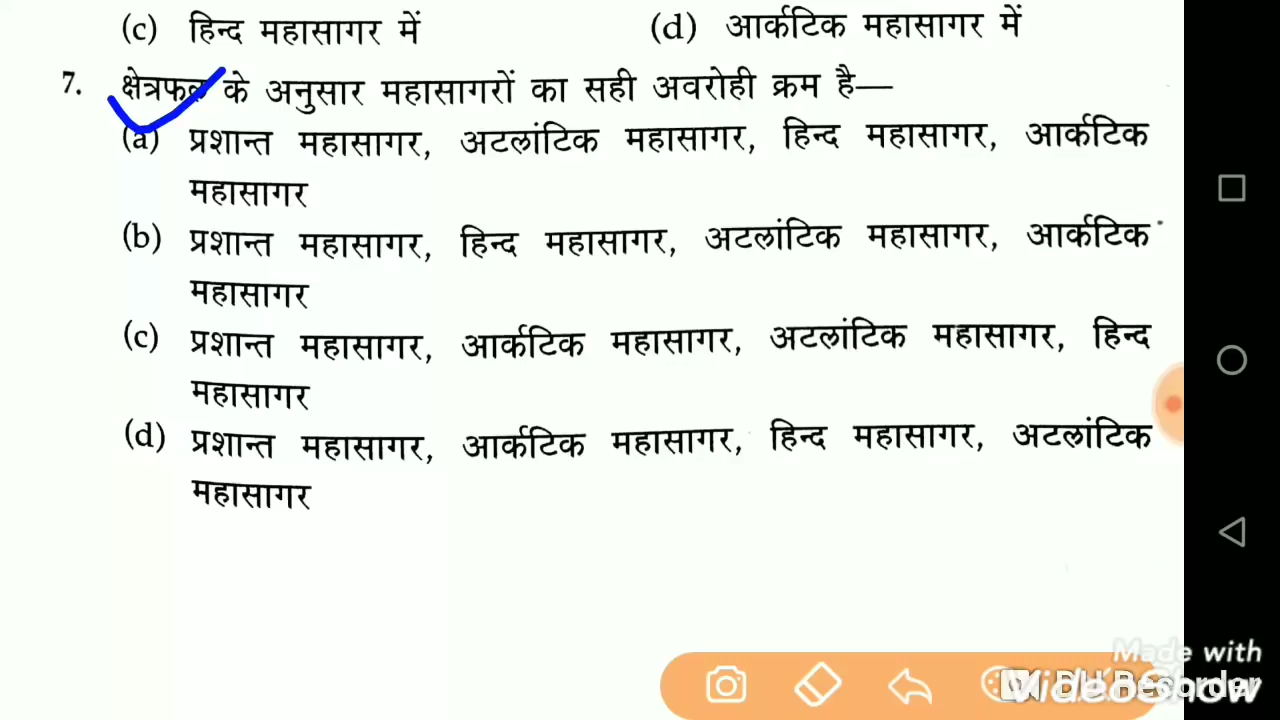 (c) हिन्द महासागर में (d) आर्कटिक महासागर में
7. क्षेत्रफल के अनुसार महासागरों का सही अवरोही क्रम है—
(a) प्रशान्त महासागर, अटलांटिक महासागर, हिन्द महासागर, आर्कटिक
महासागर
(b) प्रशान्त महासागर, हिन्द महासागर, अटलांटिक महासागर, आर्कटिक
महासागर
(c) प्रशान्त महासागर, आर्कटिक महासागर, अटलांटिक महासागर, हिन्द
महासागर
(d) प्रशान्त महासागर, आर्कटिक महासागर, हिन्द महासागर, अटलांटिक
महासागर
Made with
VideoShow